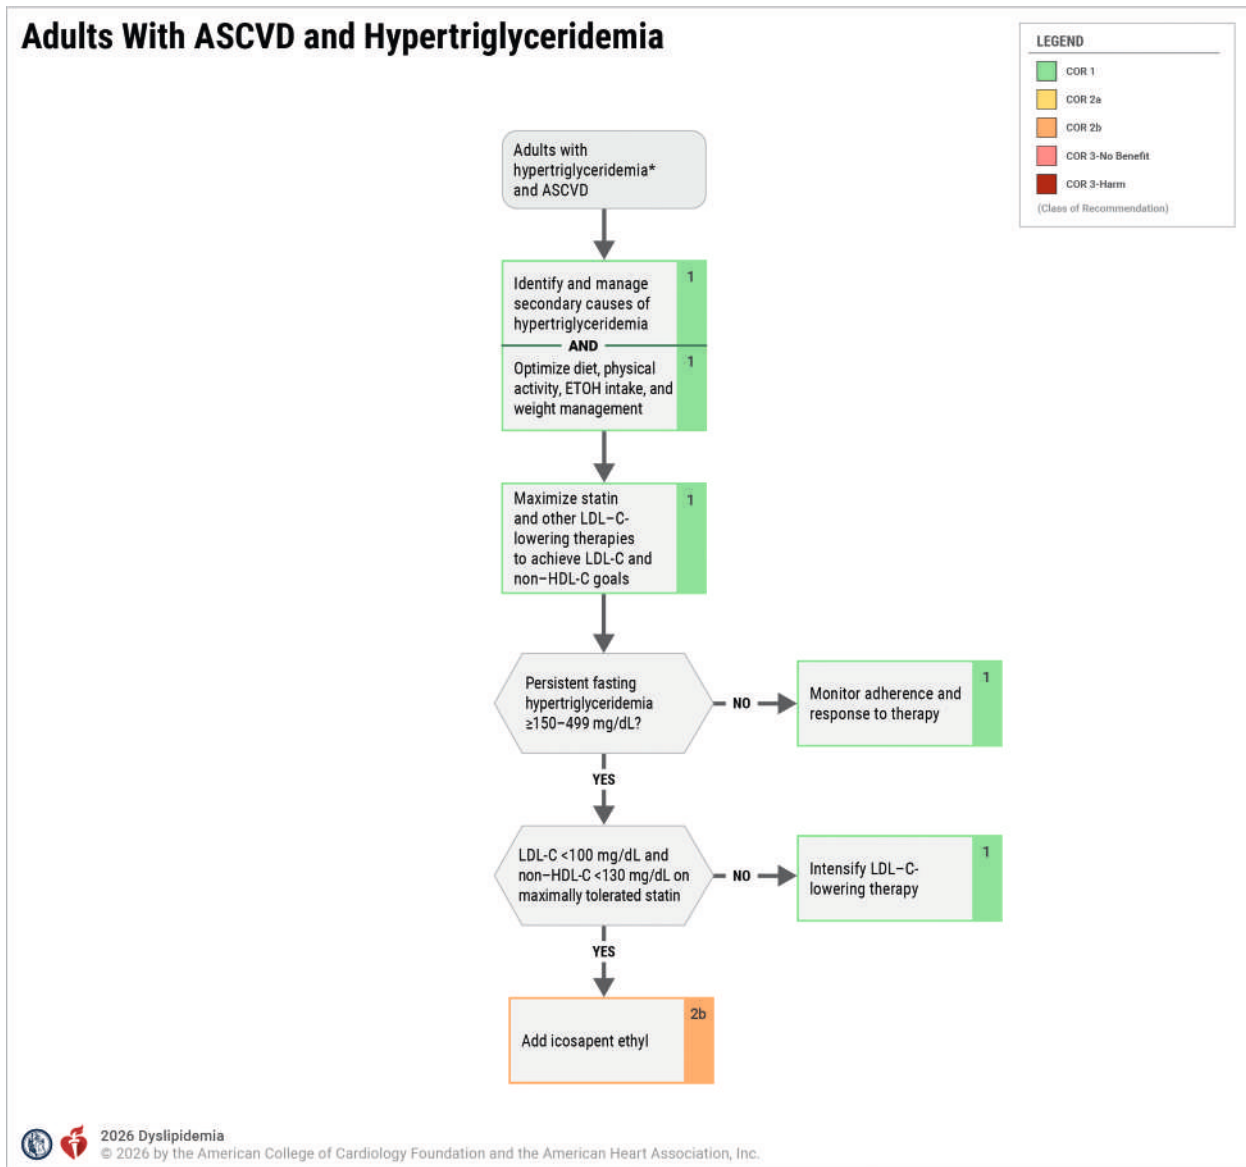 Adults With ASCVD and Hypertriglyceridemia
LEGEND
COR 1
COR 2a
COR 2b
COR 3-No Benefit
COR 3-Harm
(Class of Recommendation)
Adults with
hypertriglyceridemia*
and ASCVD
Identify and manage
secondary causes of
hypertriglyceridemia
1
AND
Optimize diet, physical
activity, ETOH intake, and
weight management
1
Maximize statin
and other LDL–C-
lowering therapies
to achieve LDL-C and
non–HDL-C goals
1
Persistent fasting
hypertriglyceridemia
≥150–499 mg/dL?
NO
Monitor adherence and
response to therapy
1
YES
LDL-C <100 mg/dL and
non–HDL-C <130 mg/dL on
maximally tolerated statin
NO
Intensify LDL–C-
lowering therapy
1
YES
Add icosapent ethyl
2b
2026 Dyslipidemia
© 2026 by the American College of Cardiology Foundation and the American Heart Association, Inc.